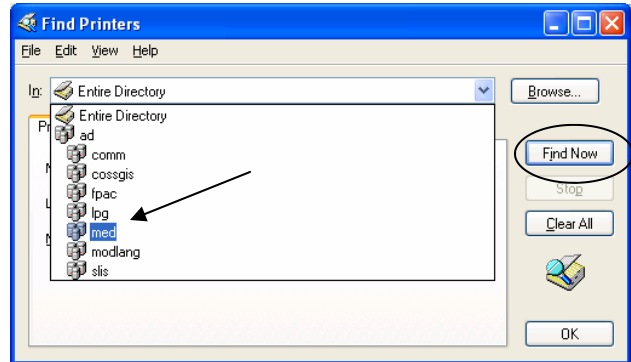 Find Printers
File Edit View Help
In: Entire Directory Browse...
Entire Directory
ad
comm
cossgis
fpac
lpg
med
modlang
slis
Find Now
Stop
Clear All
OK